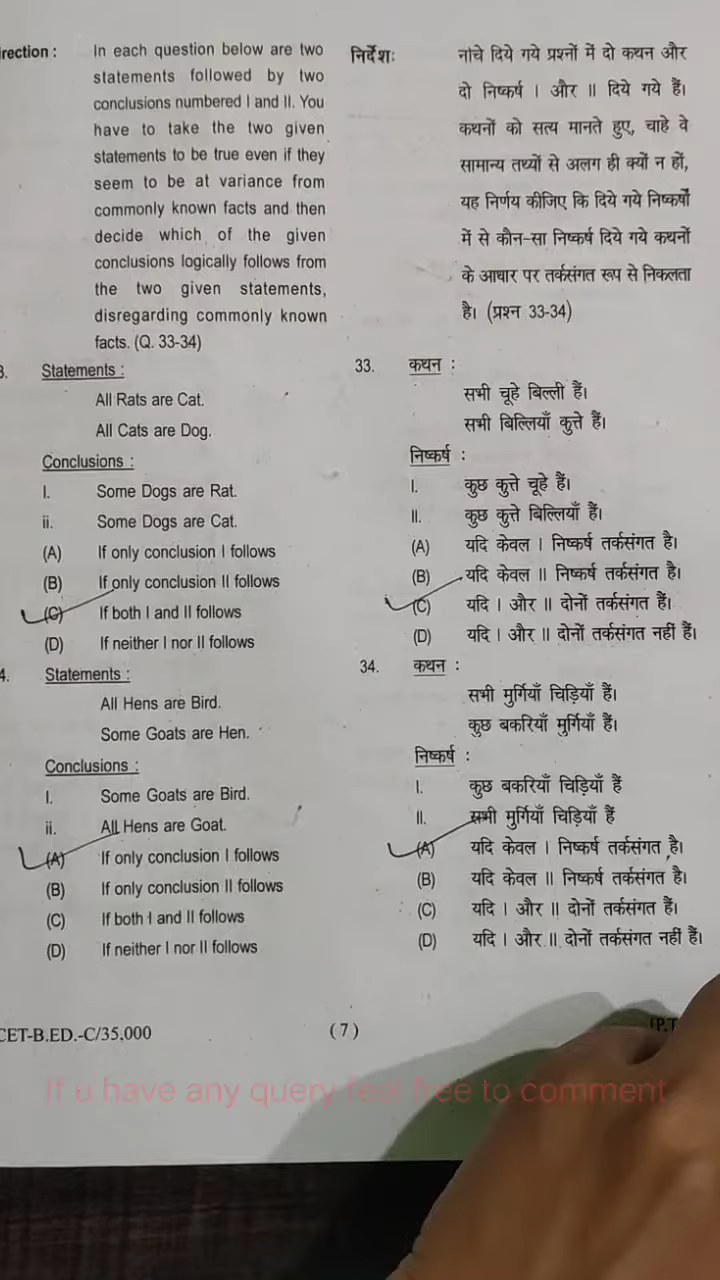 irection :
In each question below are two
statements followed by two
conclusions numbered I and II. You
have to take the two given
statements to be true even if they
seem to be at variance from
commonly known facts and then
decide which of the given
conclusions logically follows from
the two given statements,
disregarding commonly known
facts. (Q. 33-34)
3. Statements :
All Rats are Cat.
All Cats are Dog.
Conclusions :
I. Some Dogs are Rat.
ii. Some Dogs are Cat.
(A) If only conclusion I follows
(B) If only conclusion II follows
(C) If both I and II follows
(D) If neither I nor II follows
4. Statements :
All Hens are Bird.
Some Goats are Hen.
Conclusions :
I. Some Goats are Bird.
ii. All Hens are Goat.
(A) If only conclusion I follows
(B) If only conclusion II follows
(C) If both I and II follows
(D) If neither I nor II follows
निर्देशः
नीचे दिये गये प्रश्नों में दो कथन और
दो निष्कर्ष I और II दिये गये हैं।
कथनों को सत्य मानते हुए, चाहे वे
सामान्य तथ्यों से अलग ही क्यों न हों,
यह निर्णय कीजिए कि दिये गये निष्कर्षों
में से कौन-सा निष्कर्ष दिये गये कथनों
के आधार पर तर्कसंगत रूप से निकलता
है। (प्रश्न 33-34)
33. कथन :
सभी चूहे बिल्ली हैं।
सभी बिल्लियाँ कुत्ते हैं।
निष्कर्ष :
I. कुछ कुत्ते चूहे हैं।
II. कुछ कुत्ते बिल्लियाँ हैं।
(A) यदि केवल I निष्कर्ष तर्कसंगत है।
(B) यदि केवल II निष्कर्ष तर्कसंगत है।
(C) यदि I और II दोनों तर्कसंगत हैं।
(D) यदि I और II दोनों तर्कसंगत नहीं हैं।
34. कथन :
सभी मुर्गियाँ चिड़ियाँ हैं।
कुछ बकरियाँ मुर्गियाँ हैं।
निष्कर्ष :
I. कुछ बकरियाँ चिड़ियाँ हैं
II. सभी मुर्गियाँ चिड़ियाँ हैं
(A) यदि केवल I निष्कर्ष तर्कसंगत है।
(B) यदि केवल II निष्कर्ष तर्कसंगत है।
(C) यदि I और II दोनों तर्कसंगत हैं।
(D) यदि I और II दोनों तर्कसंगत नहीं हैं।
CET-B.ED.-C/35,000
(7)
[P.T
If u have any query feel free to comment